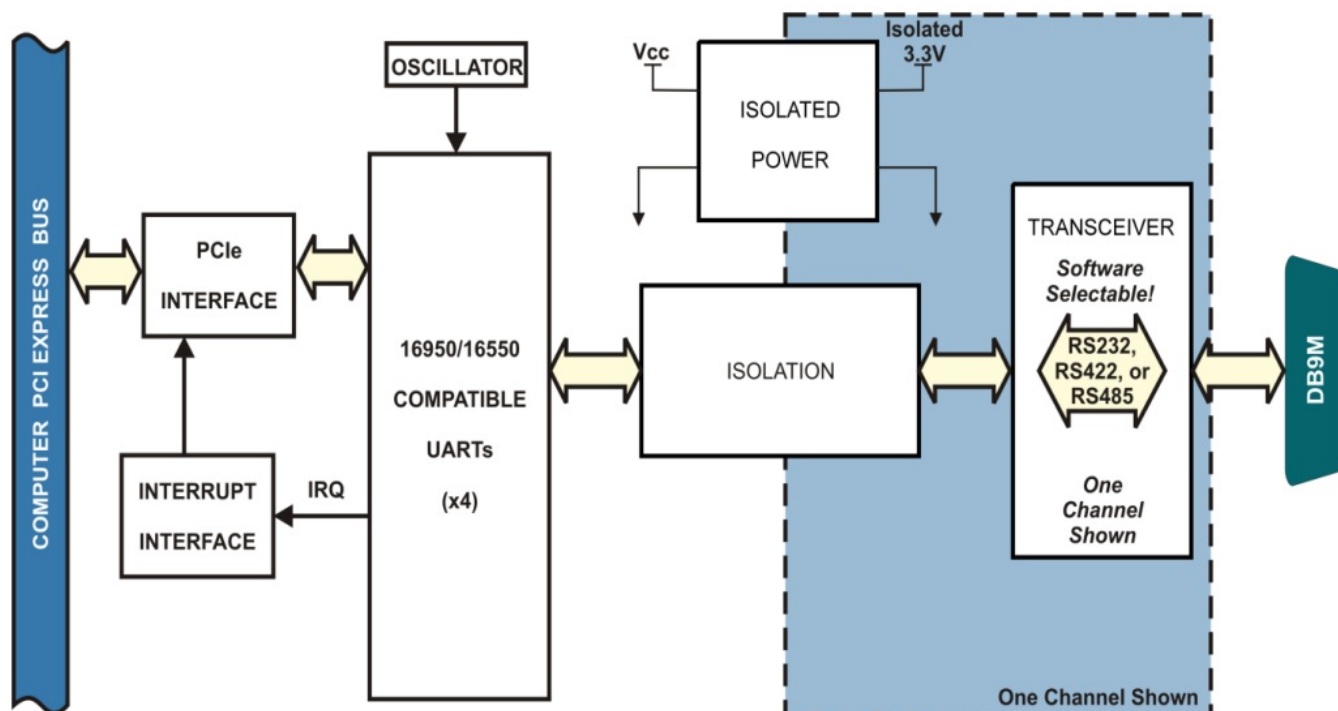 COMPUTER PCI EXPRESS BUS
OSCILLATOR
PCIe
INTERFACE
INTERRUPT
INTERFACE
IRQ
16950/16550
COMPATIBLE
UARTs
(x4)
Vcc
Isolated
3.3V
ISOLATED
POWER
ISOLATION
TRANSCEIVER
Software
Selectable!
RS232,
RS422, or
RS485
One
Channel
Shown
DB9M
One Channel Shown